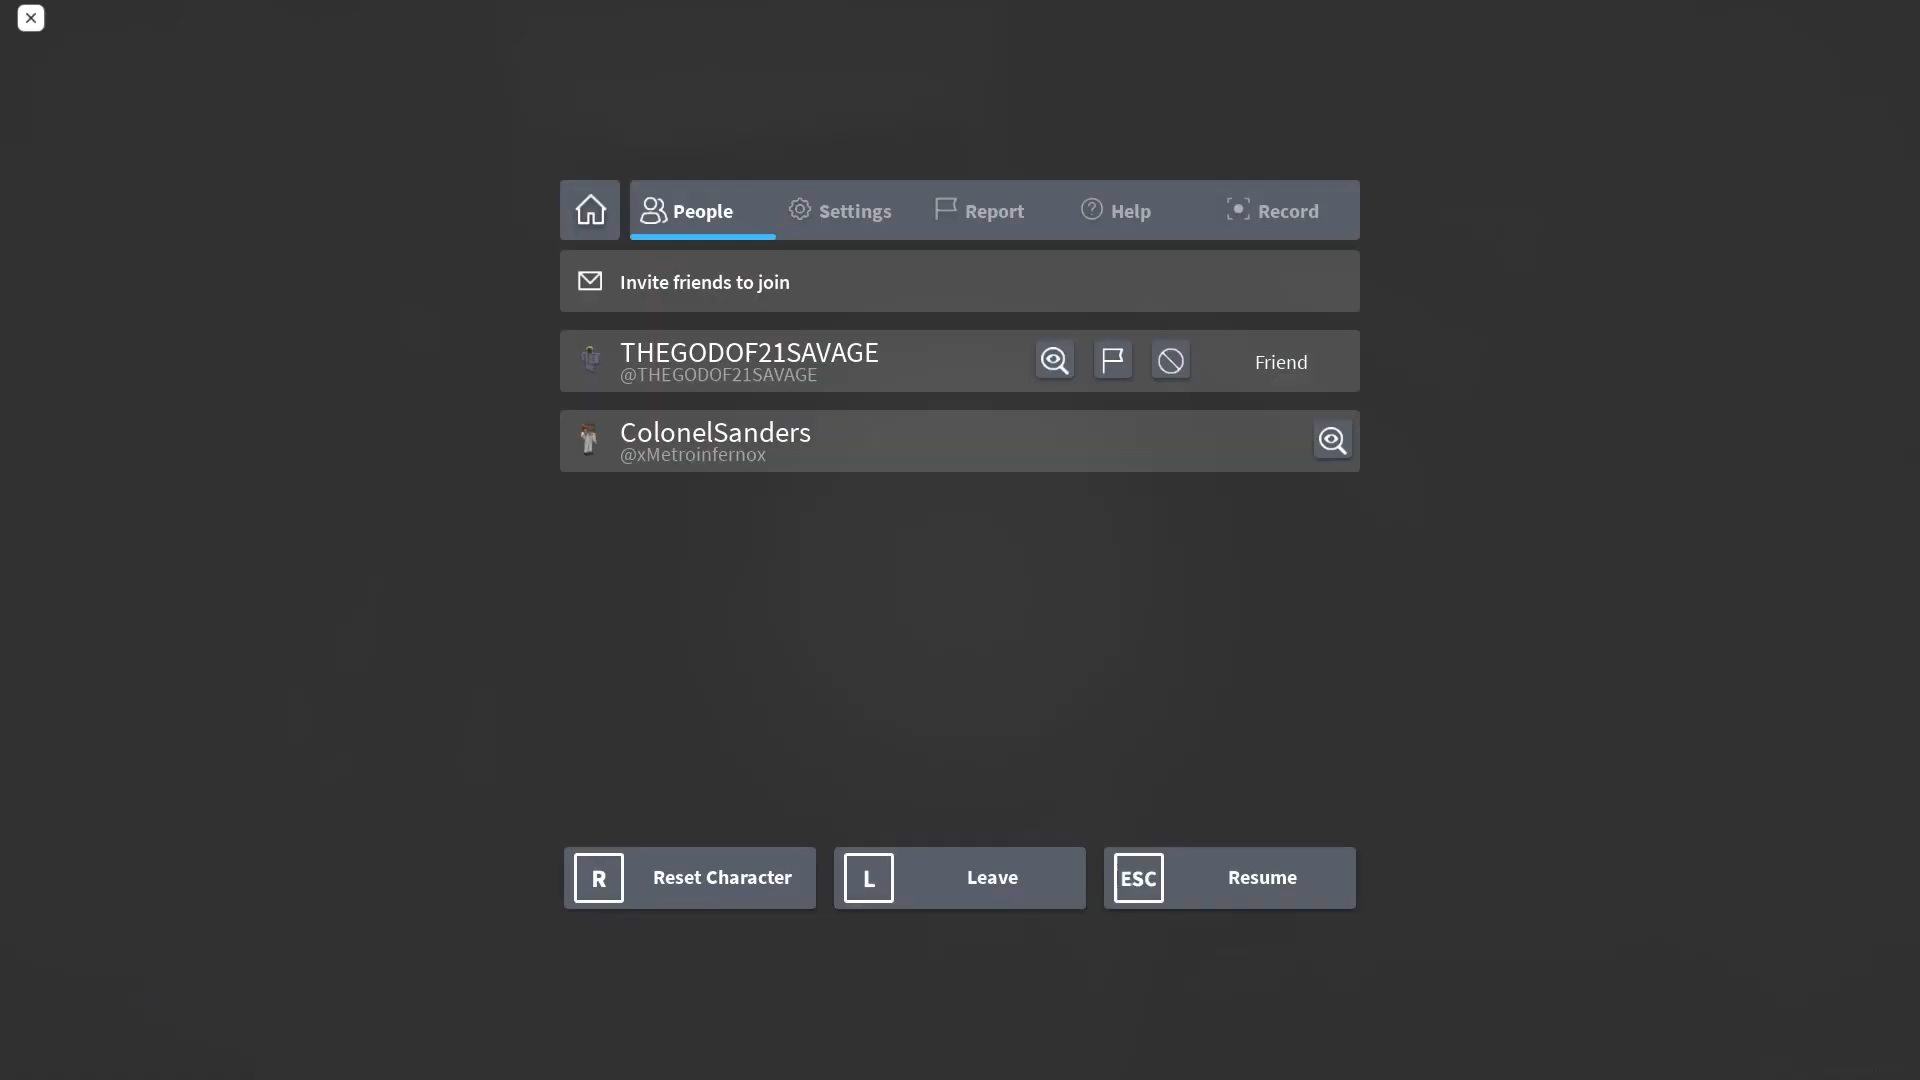 People
Settings
Report
Help
Record
Invite friends to join
THEGODOF21SAVAGE
@THEGODOF21SAVAGE
Friend
ColonelSanders
@xMetroinfernox
R
Reset Character
L
Leave
ESC
Resume